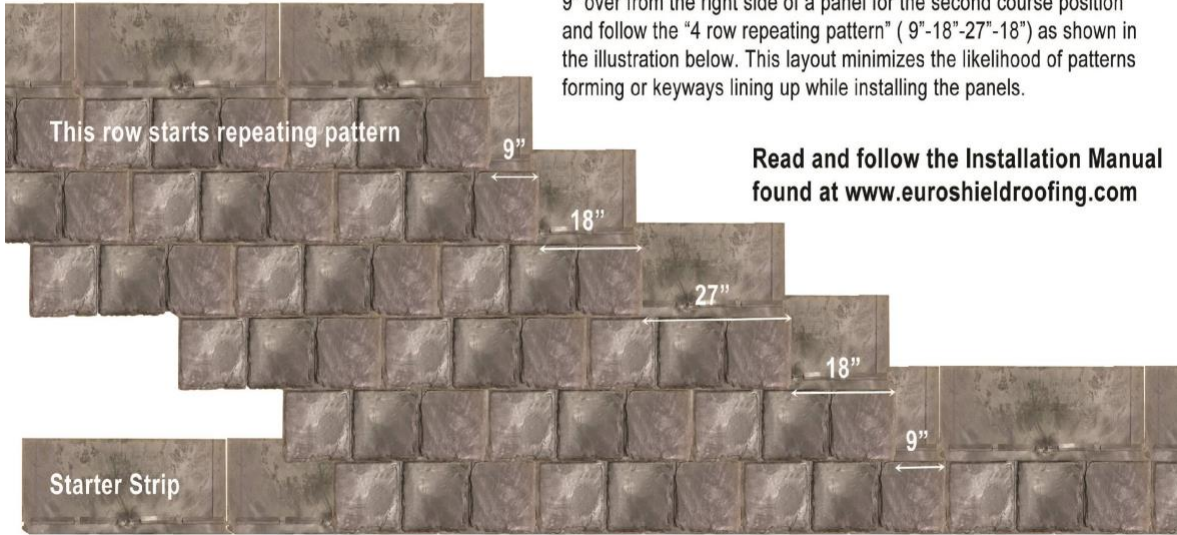 9” over from the right side of a panel for the second course position
and follow the “4 row repeating pattern” ( 9”-18”-27”-18”) as shown in
the illustration below. This layout minimizes the likelihood of patterns
forming or keyways lining up while installing the panels.
This row starts repeating pattern
9”
Read and follow the Installation Manual
found at www.euroshieldroofing.com
18”
27”
18”
9”
Starter Strip